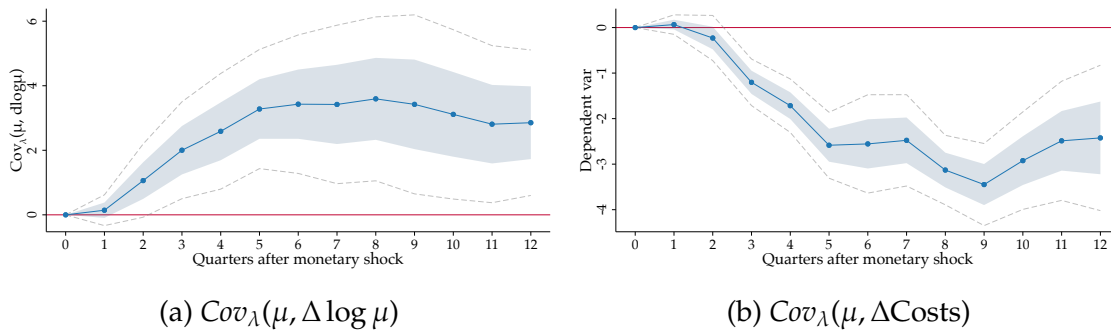 6
4
2
0
Cov_λ(μ, dlogμ)
0 1 2 3 4 5 6 7 8 9 10 11 12
Quarters after monetary shock
(a) Cov_λ(μ, Δ log μ)
0
-1
-2
-3
-4
Dependent var
0 1 2 3 4 5 6 7 8 9 10 11 12
Quarters after monetary shock
(b) Cov_λ(μ, ΔCosts)